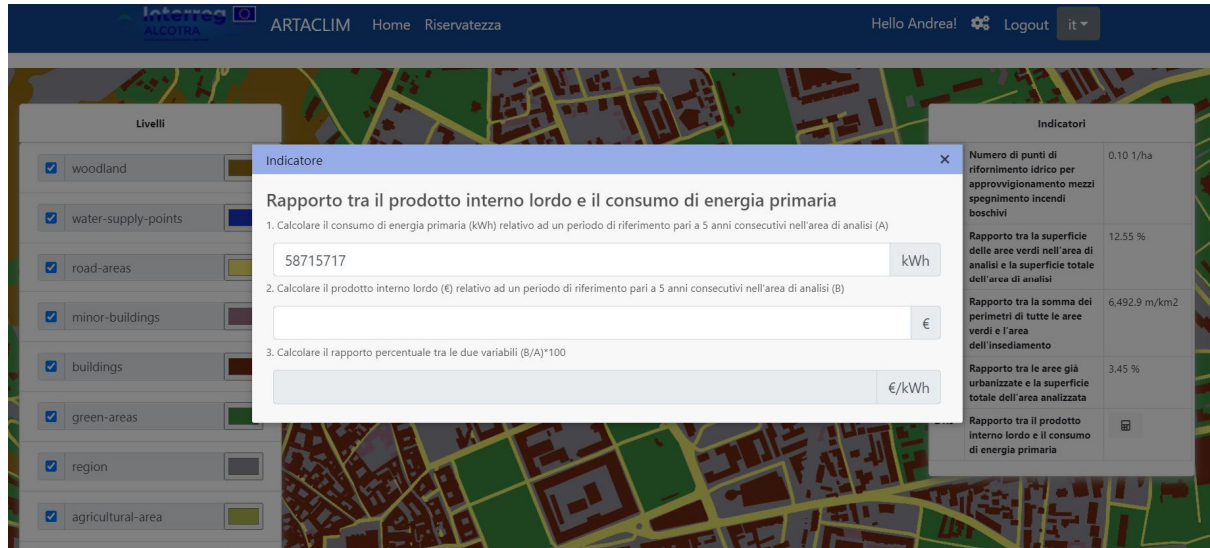 Interreg
ALCOTRA
ARTACLIM Home Riservatezza
Hello Andrea! Logout it
Livelli
woodland
water-supply-points
road-areas
minor-buildings
buildings
green-areas
region
agricultural-area
Indicatore ×
Rapporto tra il prodotto interno lordo e il consumo di energia primaria
1. Calcolare il consumo di energia primaria (kWh) relativo ad un periodo di riferimento pari a 5 anni consecutivi nell'area di analisi (A)
58715717 kWh
2. Calcolare il prodotto interno lordo (€) relativo ad un periodo di riferimento pari a 5 anni consecutivi nell'area di analisi (B)
€
3. Calcolare il rapporto percentuale tra le due variabili (B/A)*100
€/kWh
Indicatori
Numero di punti di 0.10 1/ha
rifornimento idrico per
approvvigionamento mezzi
spegnimento incendi
boschivi
Rapporto tra la superficie 12.55 %
delle aree verdi nell'area di
analisi e la superficie totale
dell'area di analisi
Rapporto tra la somma dei 6,492.9 m/km2
perimetri di tutte le aree
verdi e l'area
dell'insediamento
Rapporto tra le aree già 3.45 %
urbanizzate e la superficie
totale dell'area analizzata
Rapporto tra il prodotto
interno lordo e il consumo
di energia primaria